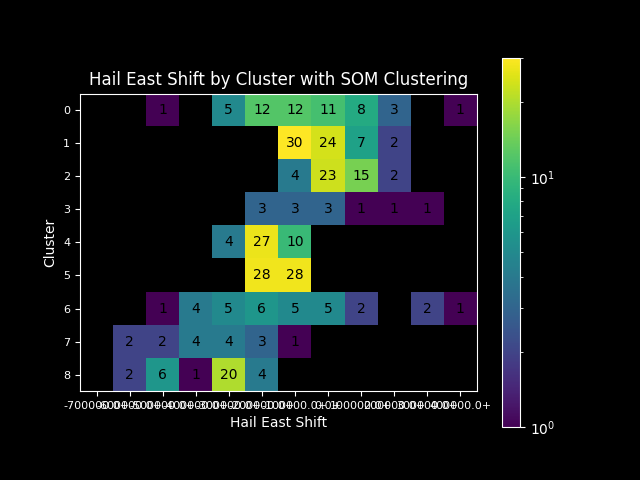 Hail East Shift by Cluster with SOM Clustering
0 1 5 12 12 11 8 3 1
1 30 24 7 2
2 4 23 15 2
3 3 3 3 1 1 1
4 4 27 10
5 28 28
6 1 4 5 6 5 5 2 2 1
7 2 2 4 4 3 1
8 2 6 1 20 4
Cluster
Hail East Shift
10¹
10⁰